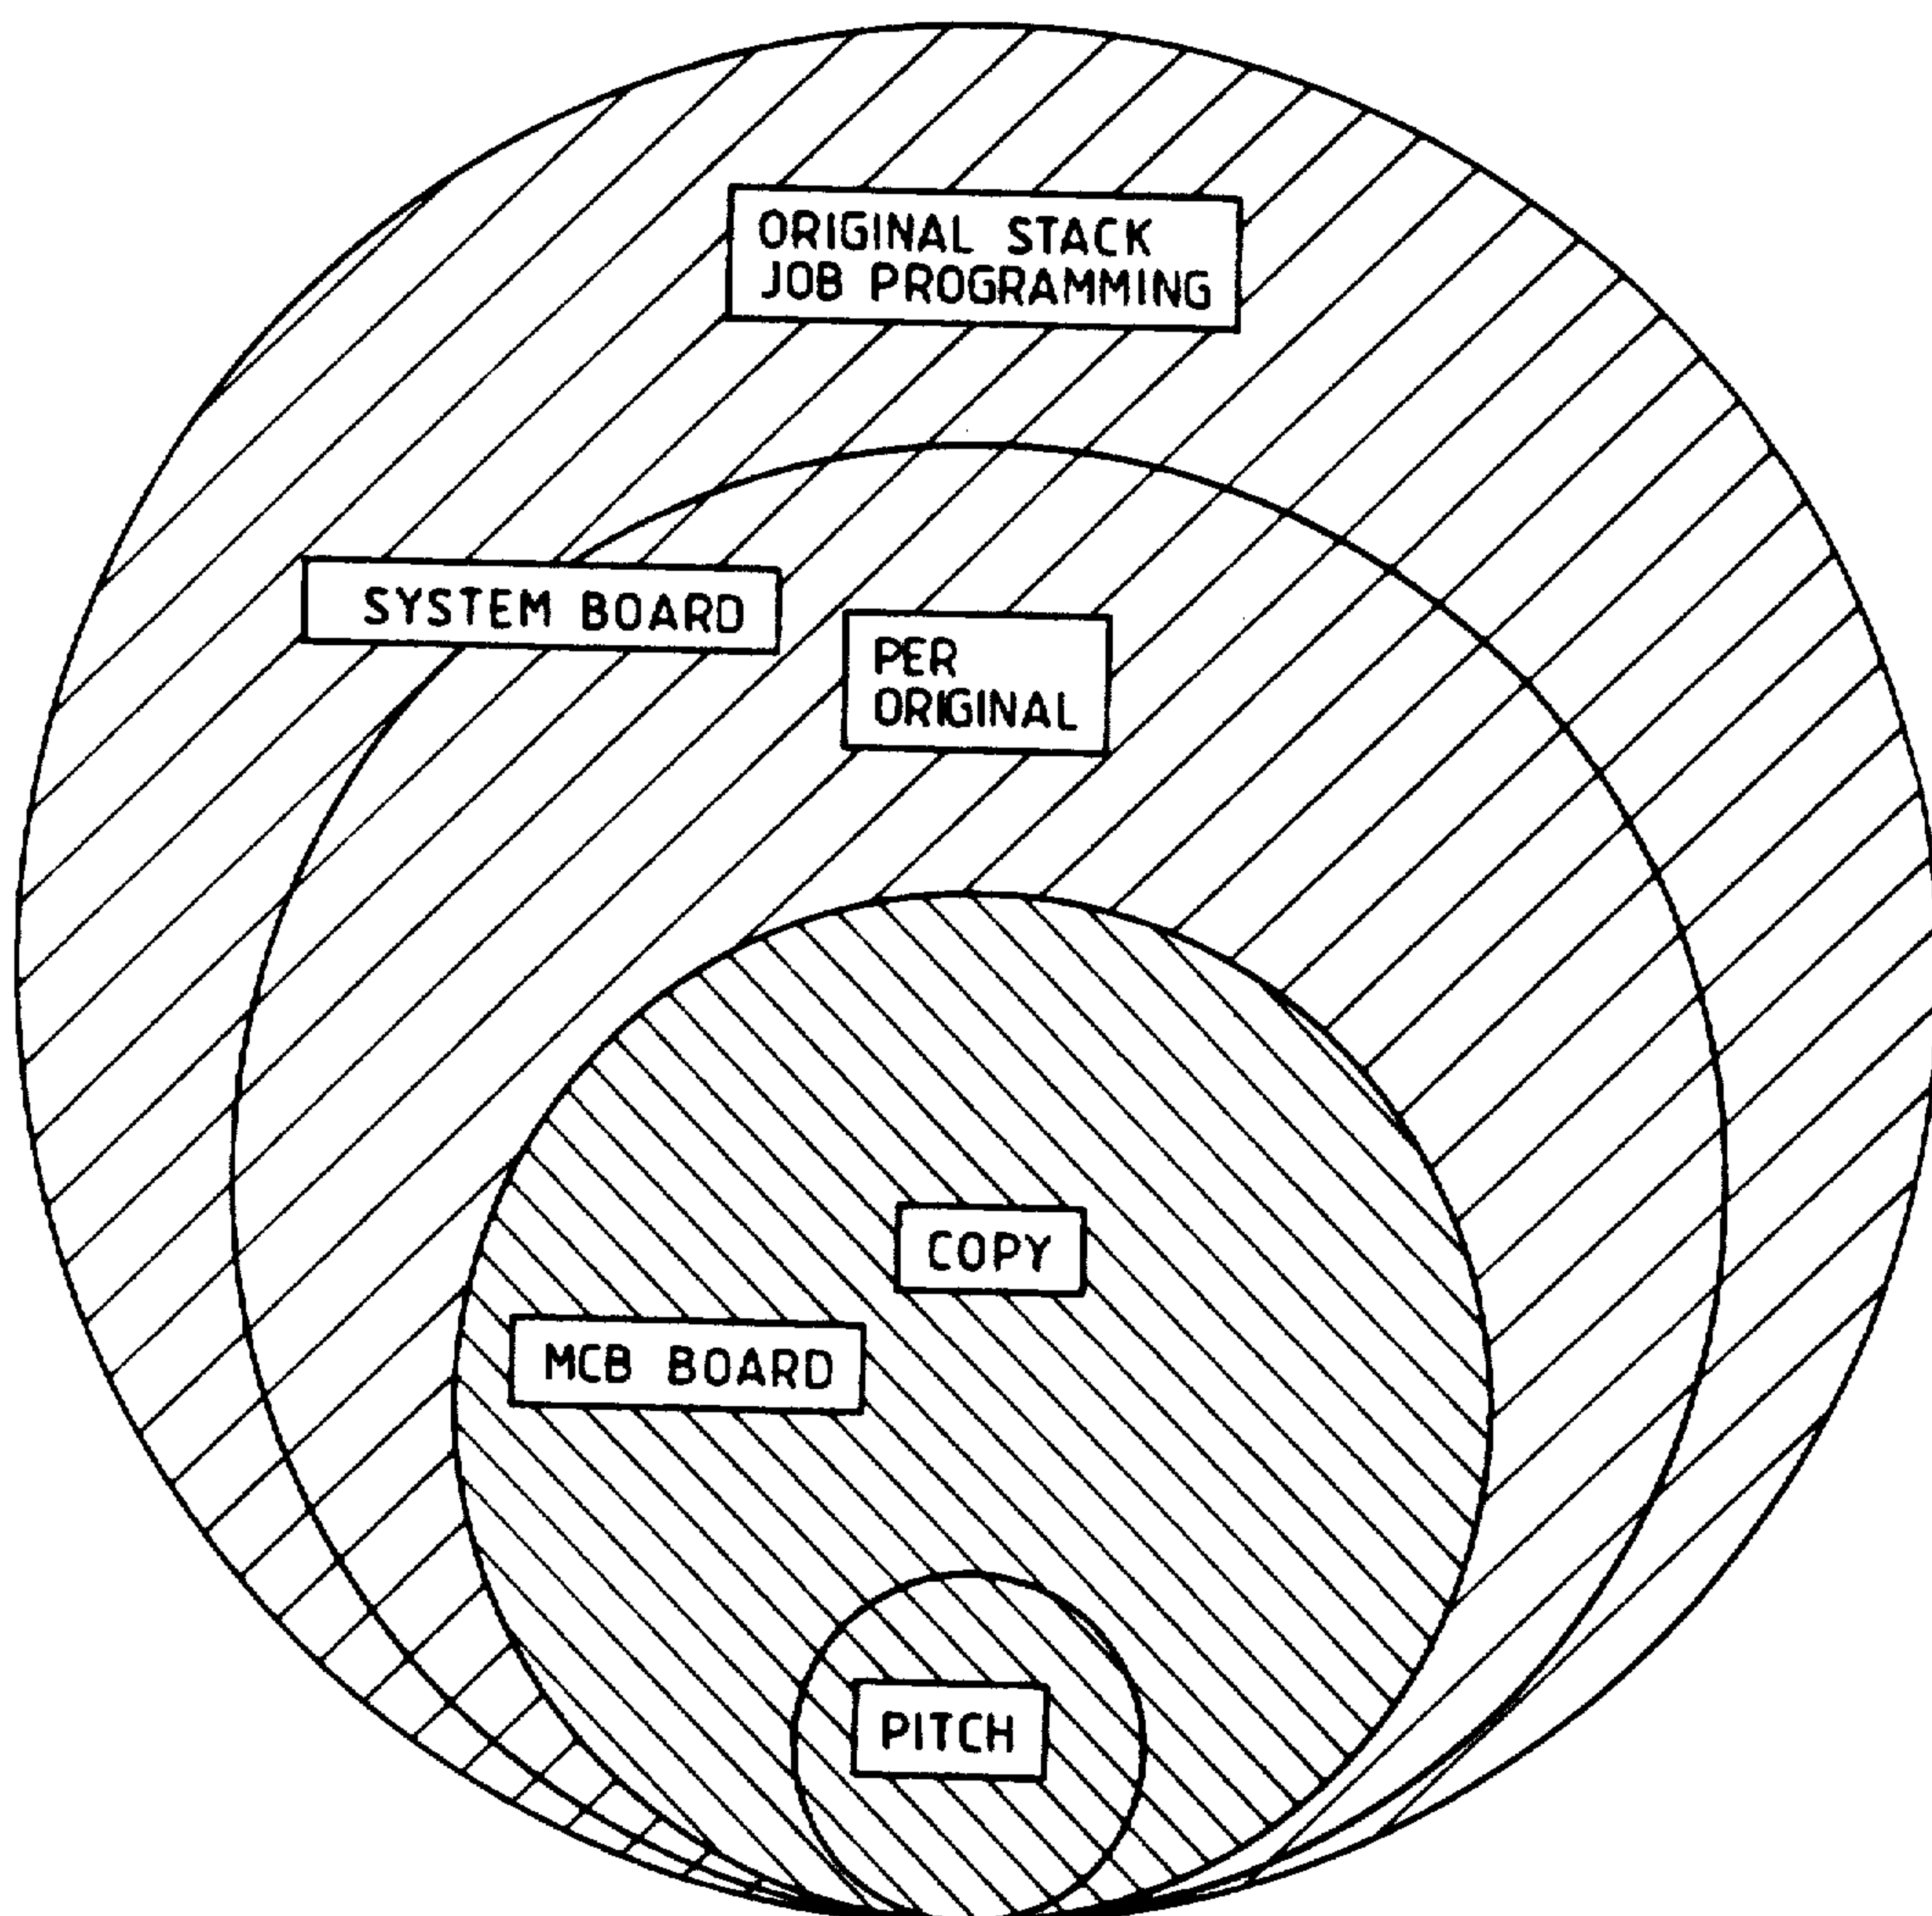 ORIGINAL STACK
JOB PROGRAMMING
SYSTEM BOARD
PER
ORIGINAL
COPY
MCB BOARD
PITCH